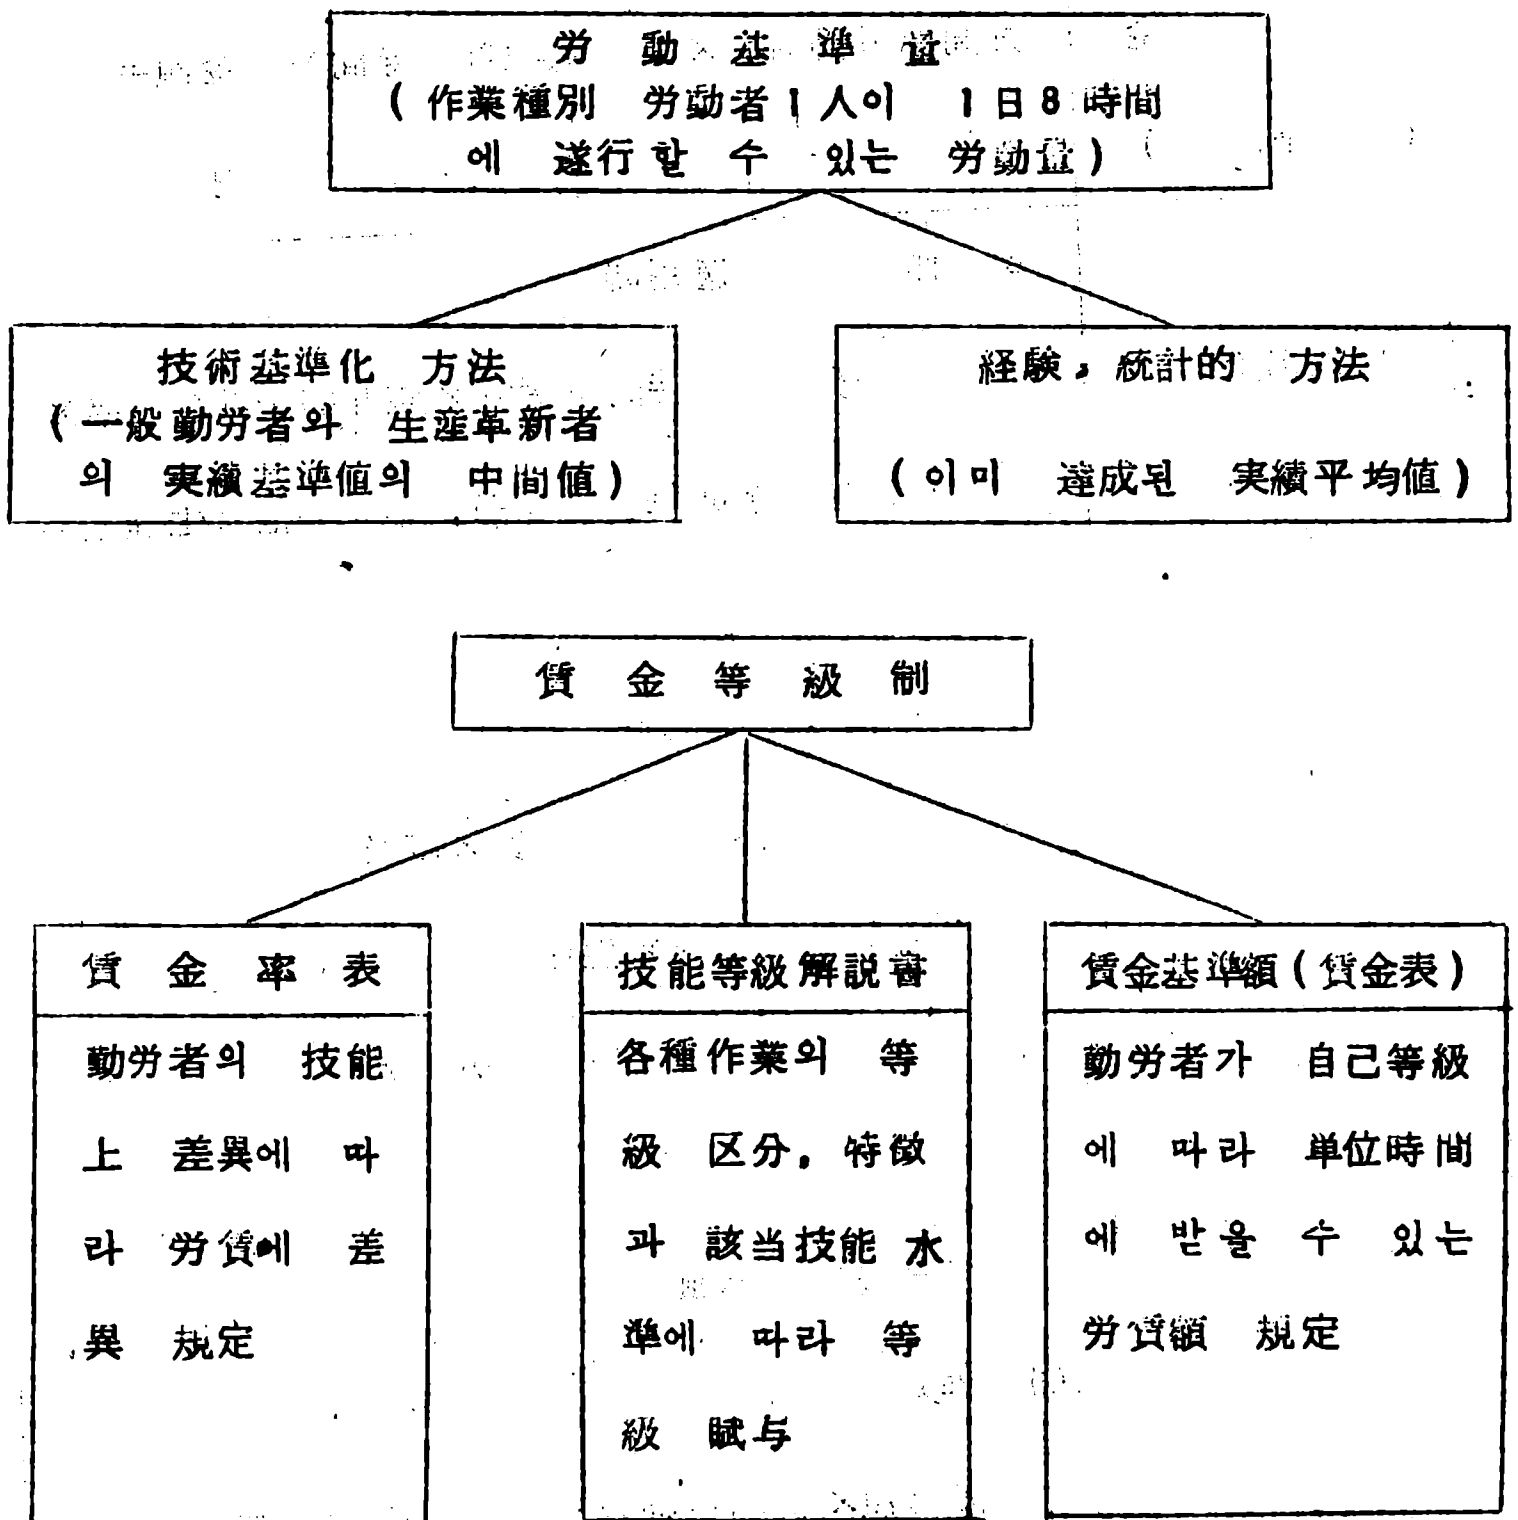 労動基準量
(作業種別 労動者1人이 1日8時間
에 遂行할 수 있는 労動量)
技術基準化 方法
(一般勤労者와 生産革新者
의 実績基準値의 中間値)
経験, 統計的 方法
(이미 達成된 実績平均値)
賃金等級制
賃金率表
勤労者의 技能
上 差異에 따
라 労賃에 差
異 規定
技能等級解説書
各種作業의 等
級 区分, 特徴
과 該当技能 水
準에 따라 等
級 賦与
賃金基準額(賃金表)
勤労者가 自己等級
에 따라 単位時間
에 받을 수 있는
労賃額 規定